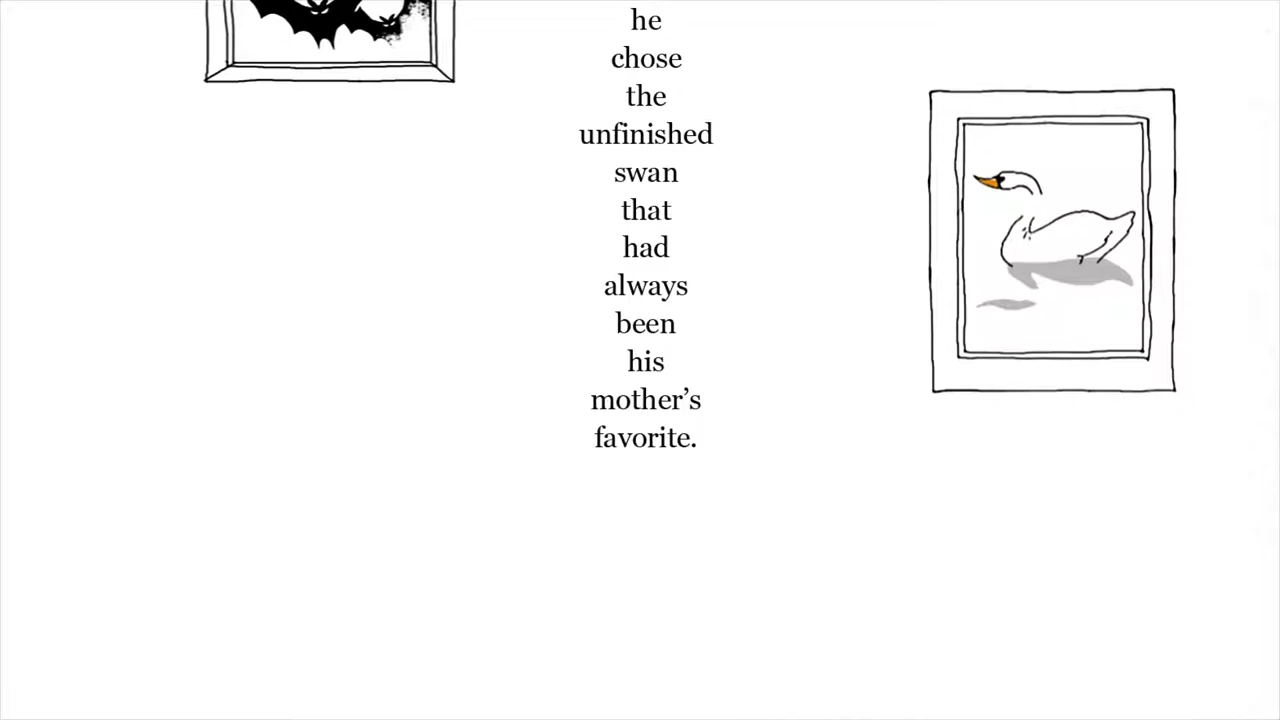 he
chose
the
unfinished
swan
that
had
always
been
his
mother’s
favorite.